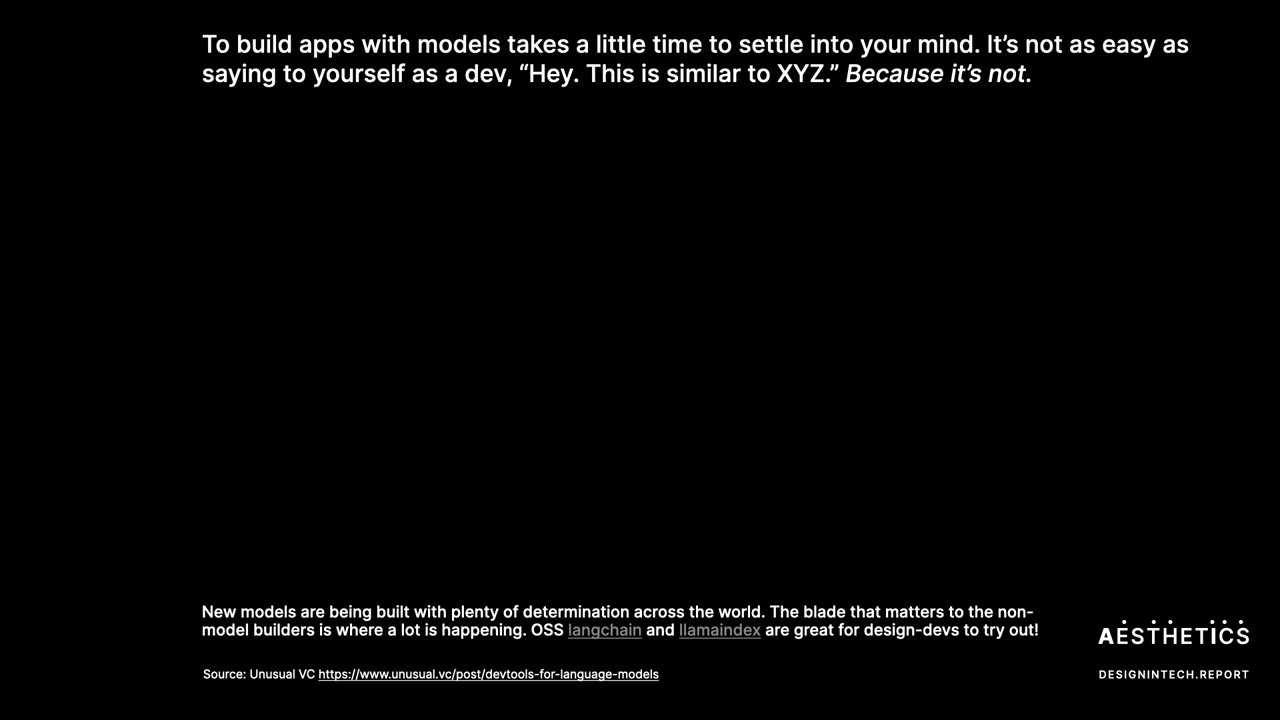 To build apps with models takes a little time to settle into your mind. It’s not as easy as
saying to yourself as a dev, “Hey. This is similar to XYZ.” Because it’s not.
New models are being built with plenty of determination across the world. The blade that matters to the non-
model builders is where a lot is happening. OSS langchain and llamaindex are great for design-devs to try out!
Source: Unusual VC https://www.unusual.vc/post/devtools-for-language-models
AESTHETICS
DESIGNINTECH.REPORT